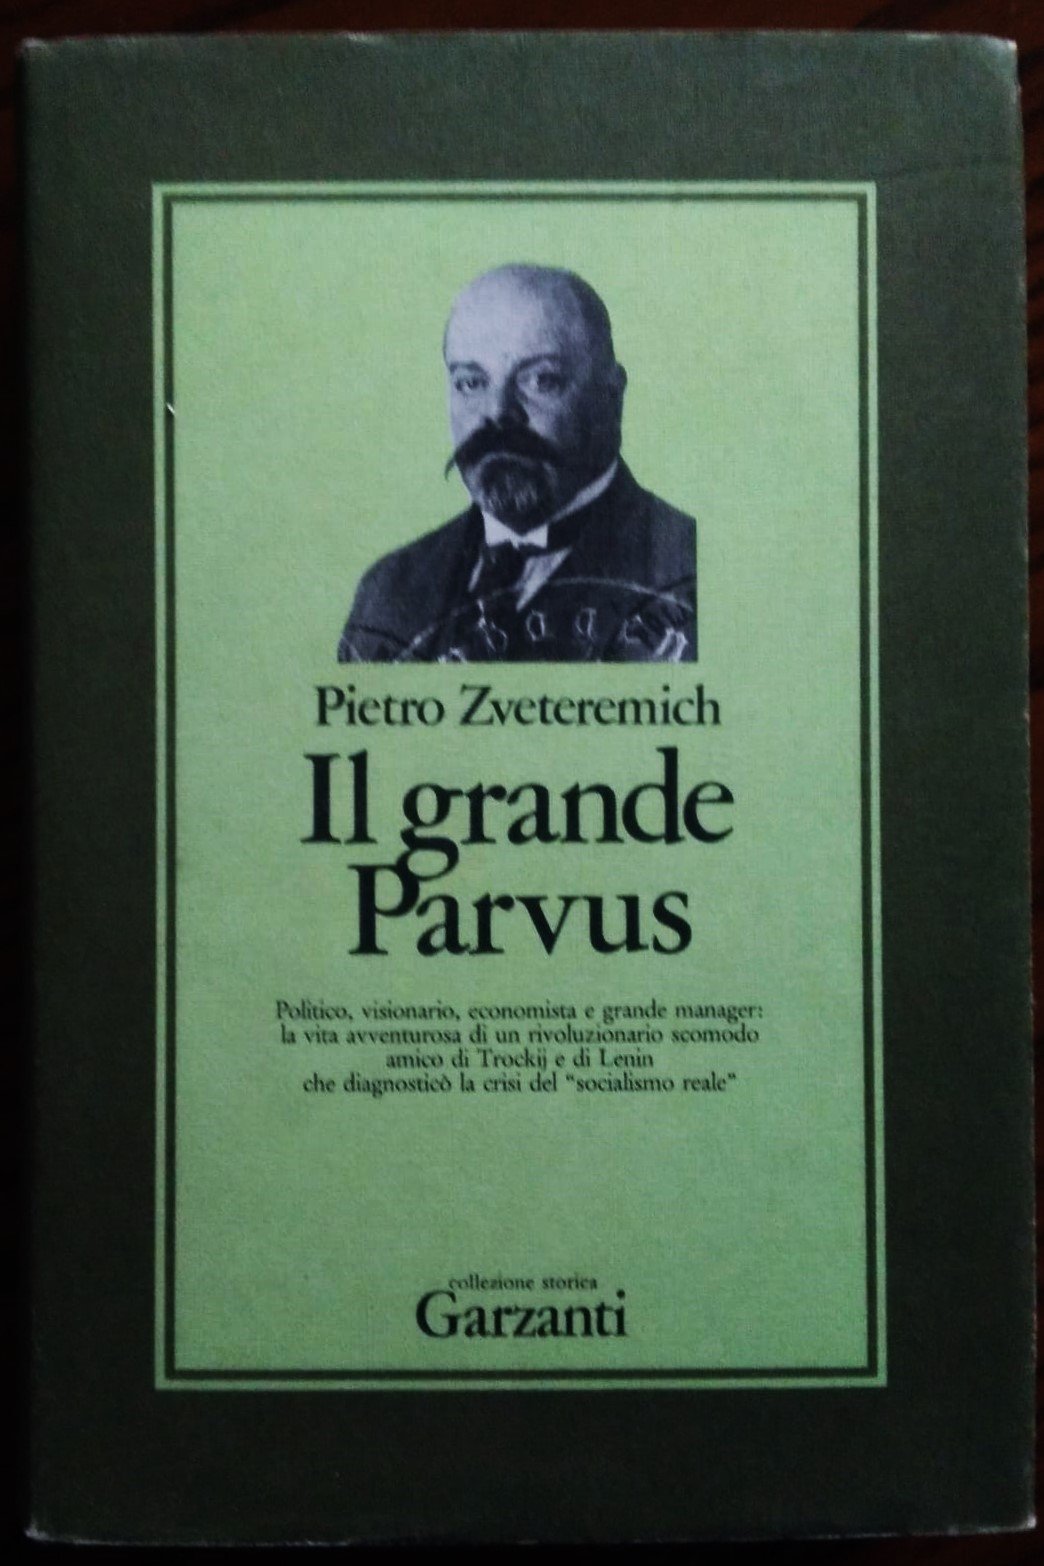 Pietro Zveteremich
Il grande
Parvus
Politico, visionario, economista e grande manager:
la vita avventurosa di un rivoluzionario scomodo
amico di Trockij e di Lenin
che diagnosticò la crisi del "socialismo reale"
collezione storica
Garzanti